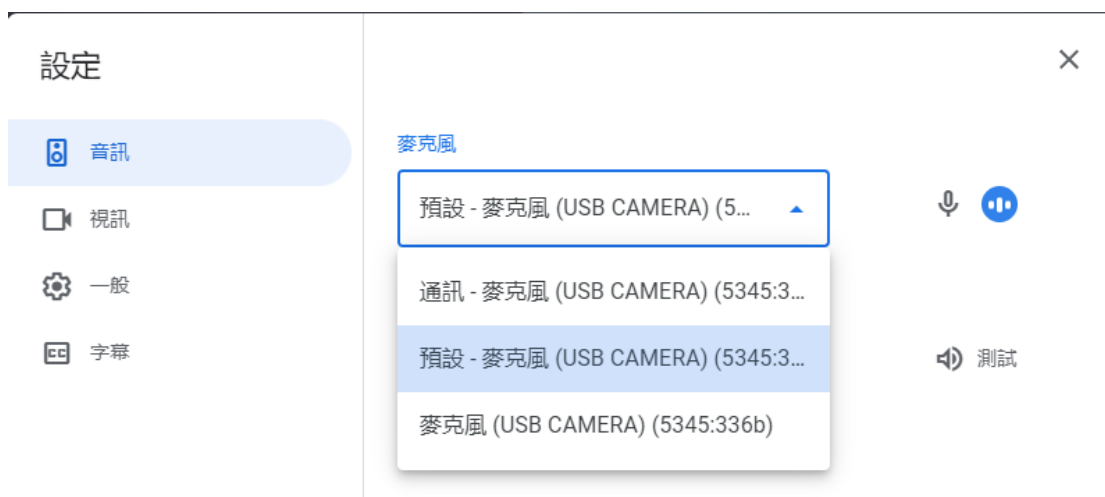 設定
音訊
視訊
一般
字幕
麥克風
預設 - 麥克風 (USB CAMERA) (5...
通訊 - 麥克風 (USB CAMERA) (5345:3...
預設 - 麥克風 (USB CAMERA) (5345:3...
麥克風 (USB CAMERA) (5345:336b)
測試